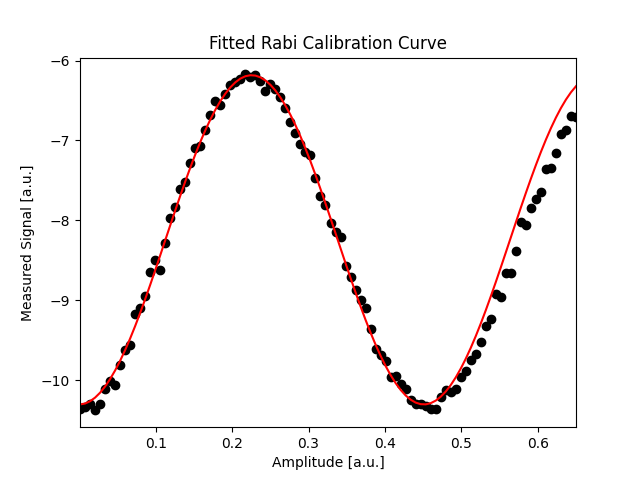 Fitted Rabi Calibration Curve
−6
−7
−8
−9
−10
Measured Signal [a.u.]
0.1 0.2 0.3 0.4 0.5 0.6
Amplitude [a.u.]